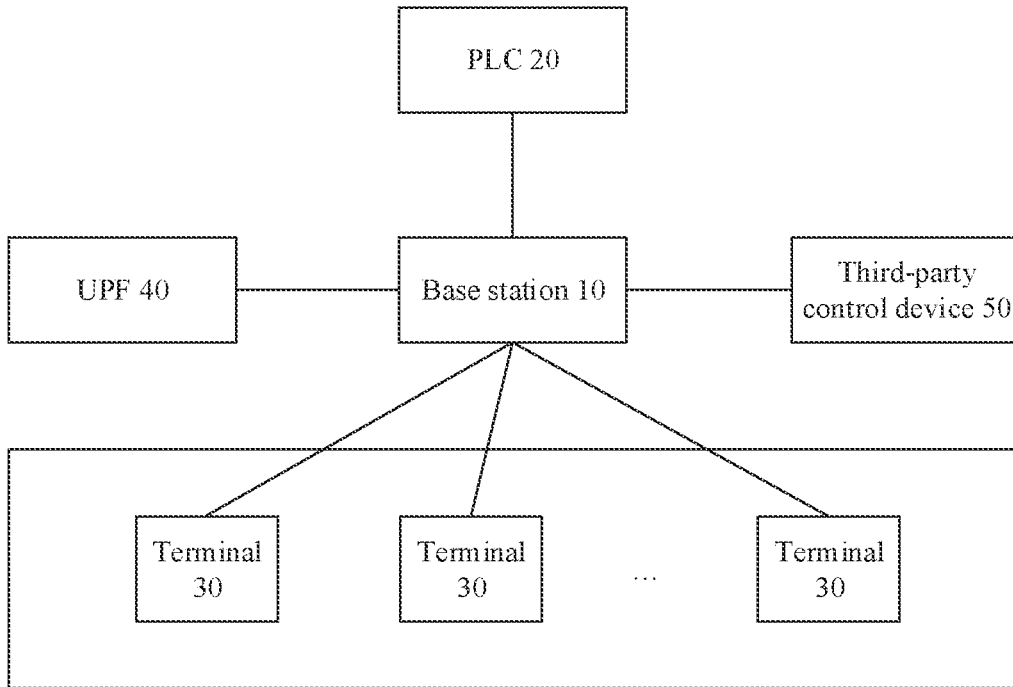 PLC 20
UPF 40
Base station 10
Third-party
control device 50
Terminal
30
Terminal
30
...
Terminal
30